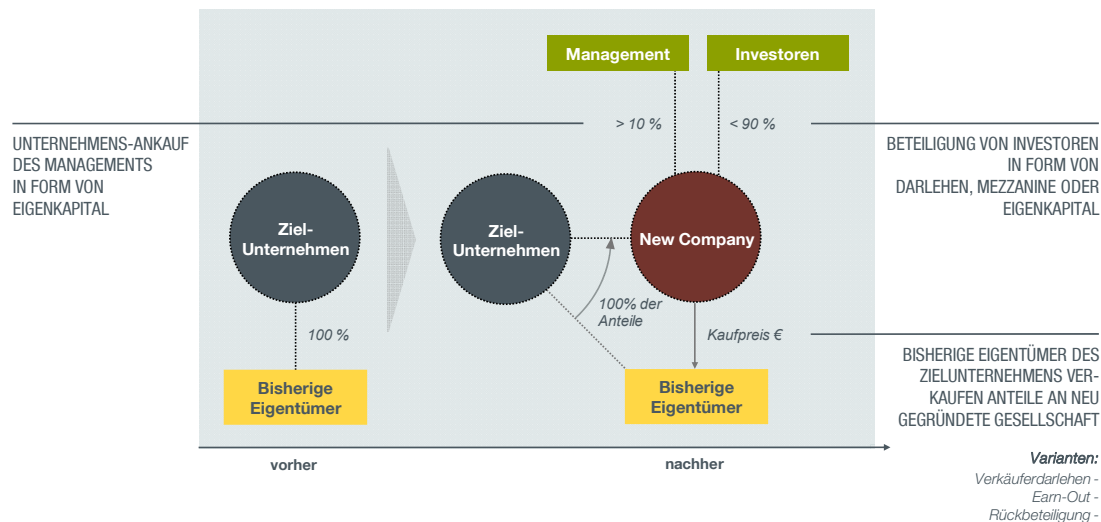 Management
Investoren
> 10 %
< 90 %
UNTERNEHMENS-ANKAUF
DES MANAGEMENTS
IN FORM VON
EIGENKAPITAL
BETEILIGUNG VON INVESTOREN
IN FORM VON
DARLEHEN, MEZZANINE ODER
EIGENKAPITAL
Ziel-
Unternehmen
Ziel-
Unternehmen
New Company
100% der
Anteile
100 %
Kaufpreis €
Bisherige
Eigentümer
Bisherige
Eigentümer
BISHERIGE EIGENTÜMER DES
ZIELUNTERNEHMENS VER-
KAUFEN ANTEILE AN NEU
GEGRÜNDETE GESELLSCHAFT
vorher
nachher
Varianten:
Verkäuferdarlehen -
Earn-Out -
Rückbeteiligung -